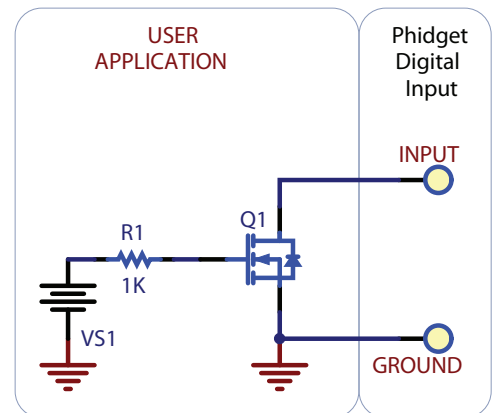 USER
APPLICATION
Phidget
Digital
Input
INPUT
Q1
R1
1K
VS1
GROUND